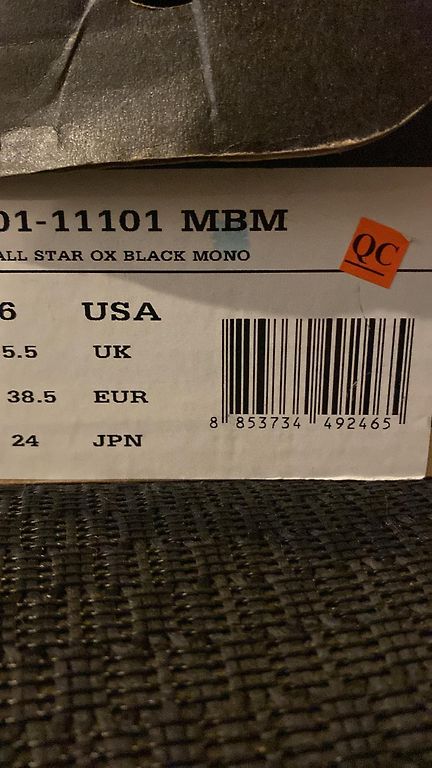 01-11101 MBM
ALL STAR OX BLACK MONO
QC
6 USA
5.5 UK
38.5 EUR
24 JPN
8 853734 492465